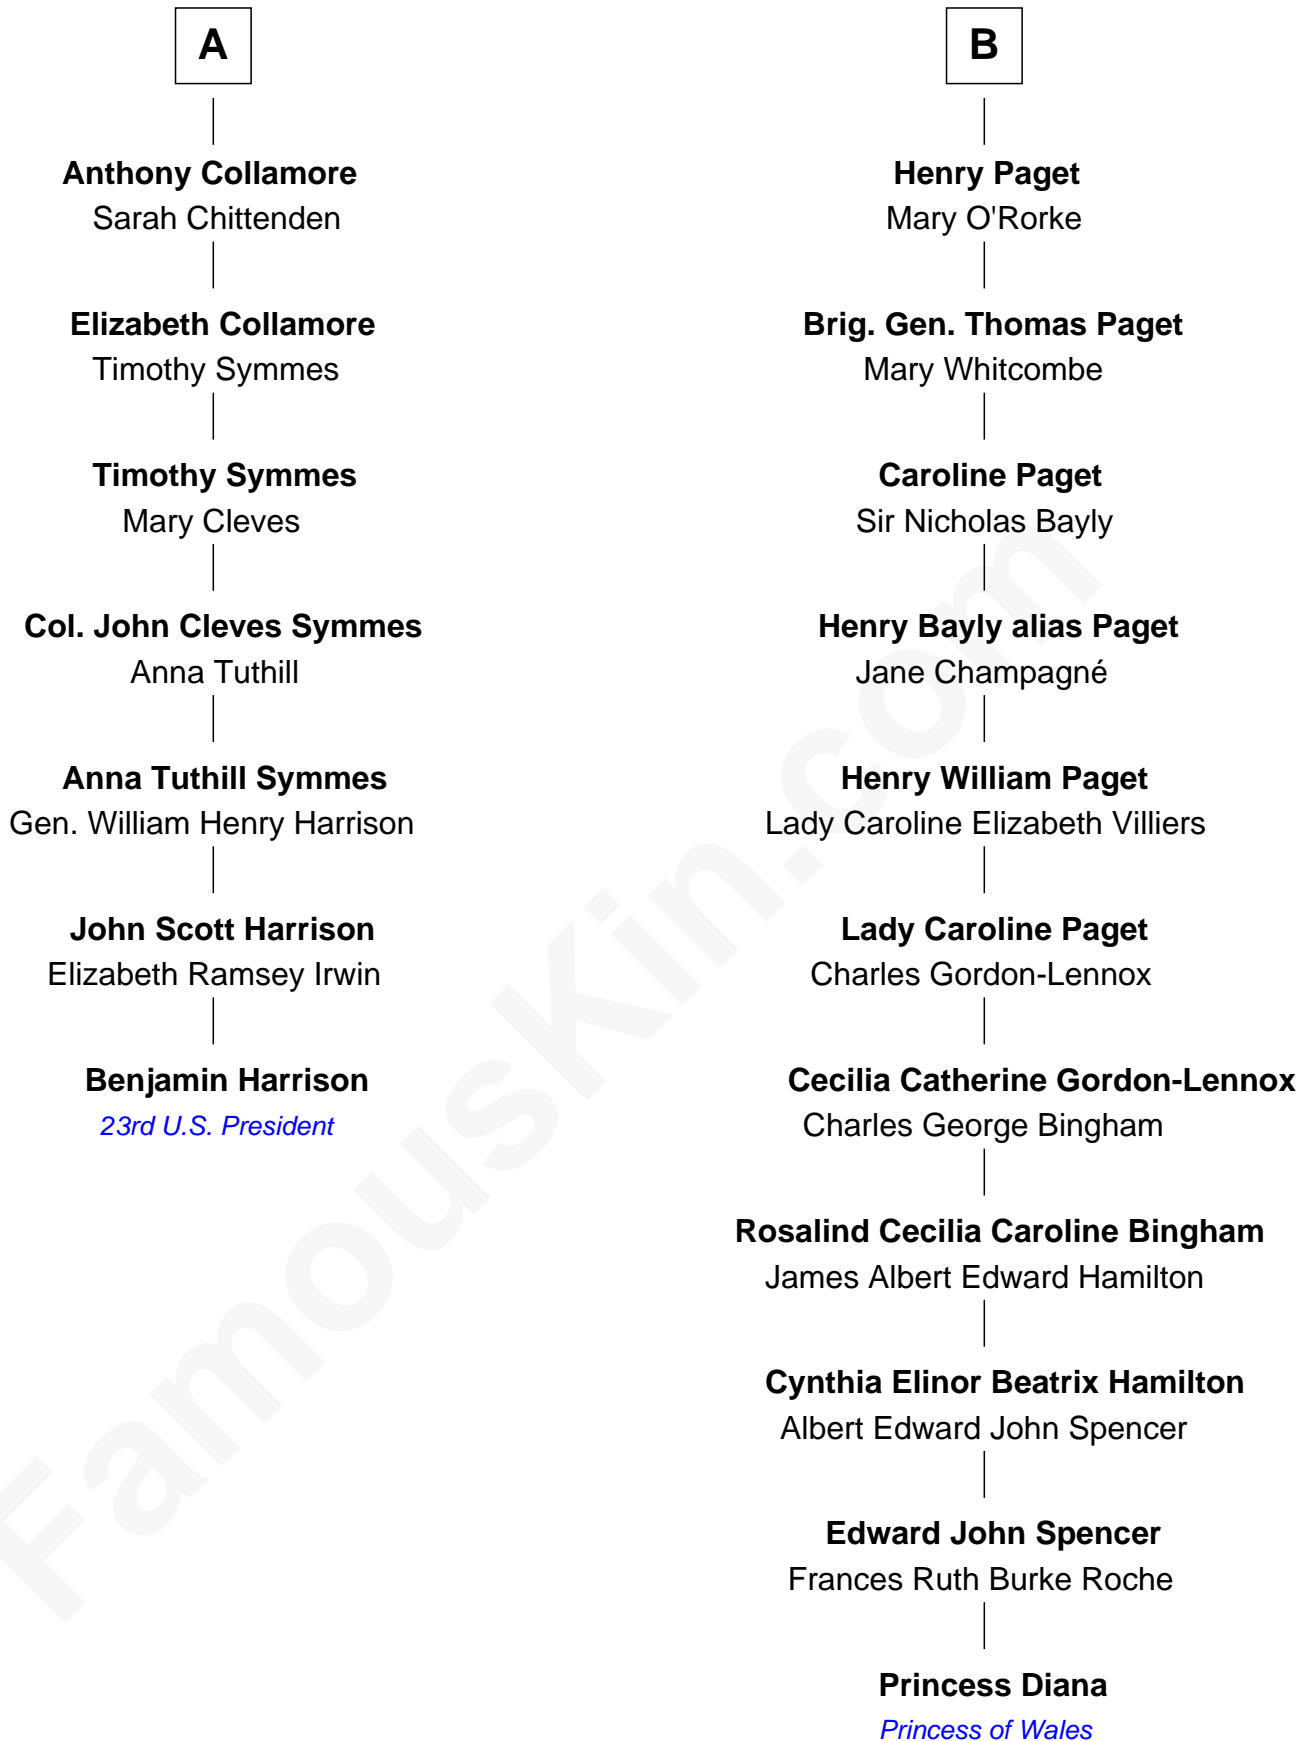 A
Anthony Collamore
Sarah Chittenden
Elizabeth Collamore
Timothy Symmes
Timothy Symmes
Mary Cleves
Col. John Cleves Symmes
Anna Tuthill
Anna Tuthill Symmes
Gen. William Henry Harrison
John Scott Harrison
Elizabeth Ramsey Irwin
Benjamin Harrison
23rd U.S. President
B
Henry Paget
Mary O'Rorke
Brig. Gen. Thomas Paget
Mary Whitcombe
Caroline Paget
Sir Nicholas Bayly
Henry Bayly alias Paget
Jane Champagné
Henry William Paget
Lady Caroline Elizabeth Villiers
Lady Caroline Paget
Charles Gordon-Lennox
Cecilia Catherine Gordon-Lennox
Charles George Bingham
Rosalind Cecilia Caroline Bingham
James Albert Edward Hamilton
Cynthia Elinor Beatrix Hamilton
Albert Edward John Spencer
Edward John Spencer
Frances Ruth Burke Roche
Princess Diana
Princess of Wales
FamousKin.com